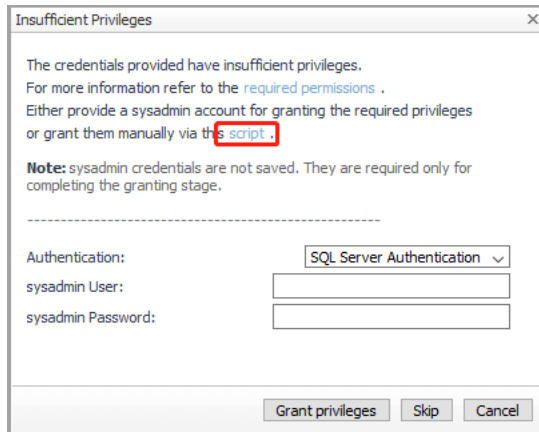 Insufficient Privileges
The credentials provided have insufficient privileges.
For more information refer to the required permissions .
Either provide a sysadmin account for granting the required privileges
or grant them manually via this script .
Note: sysadmin credentials are not saved. They are required only for
completing the granting stage.
-----------------------------------------------------
Authentication: SQL Server Authentication
sysadmin User:
sysadmin Password:
Grant privileges Skip Cancel